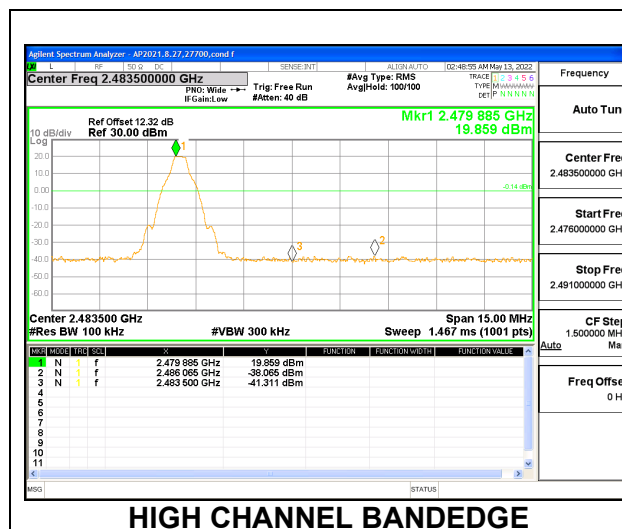 Agilent Spectrum Analyzer - AP2021.8.27,27700,cond f
L RF 50 Ω DC SENSE:INT ALIGN AUTO 02:48:55 AM May 13, 2022
Center Freq 2.483500000 GHz
PNO: Wide
IFGain:Low
Trig: Free Run
#Atten: 40 dB
#Avg Type: RMS
Avg|Hold: 100/100
TRACE 1 2 3 4 5 6
TYPE M
DET P N N N N N
Ref Offset 12.32 dB
10 dB/div Ref 30.00 dBm
Log
Mkr1 2.479 885 GHz
19.859 dBm
1
20.0
10.0
0.00
-0.14 dBm
-10.0
-20.0
-30.0
3 2
-40.0
-50.0
-60.0
Center 2.483500 GHz Span 15.00 MHz
#Res BW 100 kHz #VBW 300 kHz Sweep 1.467 ms (1001 pts)
MKR MODE TRC SCL X Y FUNCTION FUNCTION WIDTH FUNCTION VALUE
1 N 1 f 2.479 885 GHz 19.859 dBm
2 N 1 f 2.486 065 GHz -38.065 dBm
3 N 1 f 2.483 500 GHz -41.311 dBm
4
5
6
7
8
9
10
11
MSG STATUS
Frequency
Auto Tun
Center Fre
2.483500000 GH
Start Fre
2.476000000 GH
Stop Fre
2.491000000 GH
CF Step
1.500000 MH
Auto Ma
Freq Offse
0 H
HIGH CHANNEL BANDEDGE